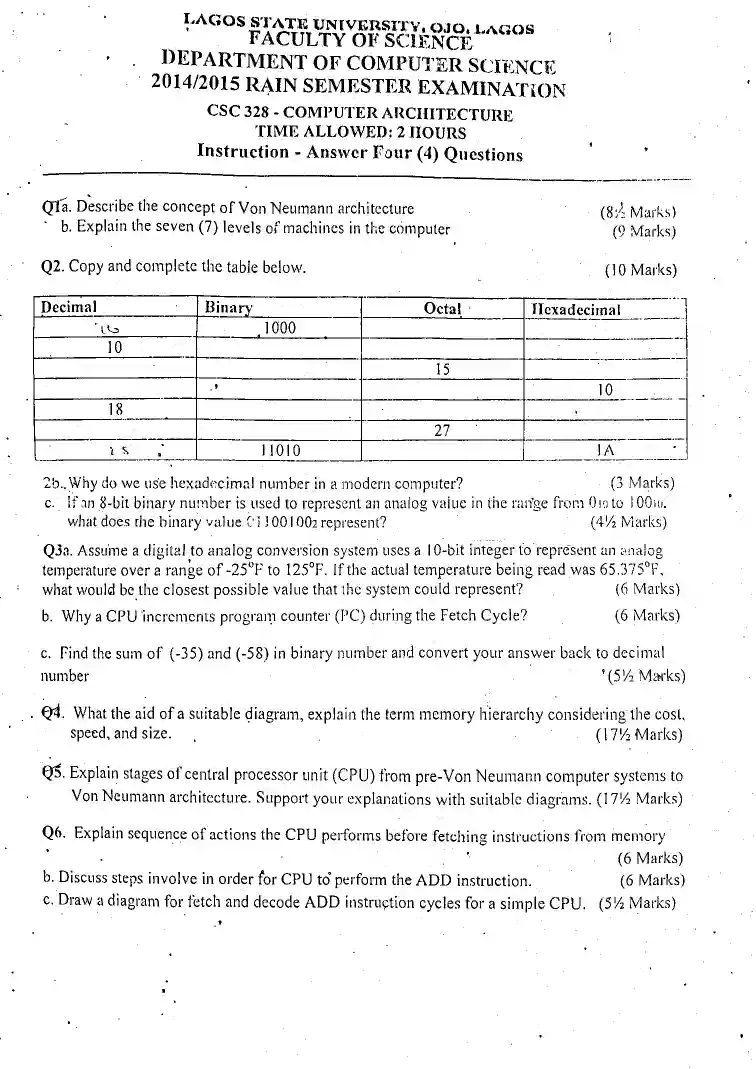 LAGOS STATE UNIVERSITY, OJO, LAGOS
FACULTY OF SCIENCE
DEPARTMENT OF COMPUTER SCIENCE
2014/2015 RAIN SEMESTER EXAMINATION
CSC 328 - COMPUTER ARCHITECTURE
TIME ALLOWED: 2 HOURS
Instruction - Answer Four (4) Questions
Q1a. Describe the concept of Von Neumann architecture (8½ Marks)
b. Explain the seven (7) levels of machines in the computer (9 Marks)
Q2. Copy and complete the table below. (10 Marks)
Decimal Binary Octal Hexadecimal
1000
10
15
10
18
27
11010 1A
2b. Why do we use hexadecimal number in a modern computer? (3 Marks)
c. If an 8-bit binary number is used to represent an analog value in the range from 0₁₀ to 100₁₀,
what does the binary value represent? (4½ Marks)
Q3a. Assume a digital to analog conversion system uses a 10-bit integer to represent an analog
temperature over a range of -25⁰F to 125⁰F. If the actual temperature being read was 65.375⁰F,
what would be the closest possible value that the system could represent? (6 Marks)
b. Why a CPU increments program counter (PC) during the Fetch Cycle? (6 Marks)
c. Find the sum of (-35) and (-58) in binary number and convert your answer back to decimal
number (5½ Marks)
Q4. What the aid of a suitable diagram, explain the term memory hierarchy considering the cost,
speed, and size. (17½ Marks)
Q5. Explain stages of central processor unit (CPU) from pre-Von Neumann computer systems to
Von Neumann architecture. Support your explanations with suitable diagrams. (17½ Marks)
Q6. Explain sequence of actions the CPU performs before fetching instructions from memory
(6 Marks)
b. Discuss steps involve in order for CPU to perform the ADD instruction. (6 Marks)
c. Draw a diagram for fetch and decode ADD instruction cycles for a simple CPU. (5½ Marks)